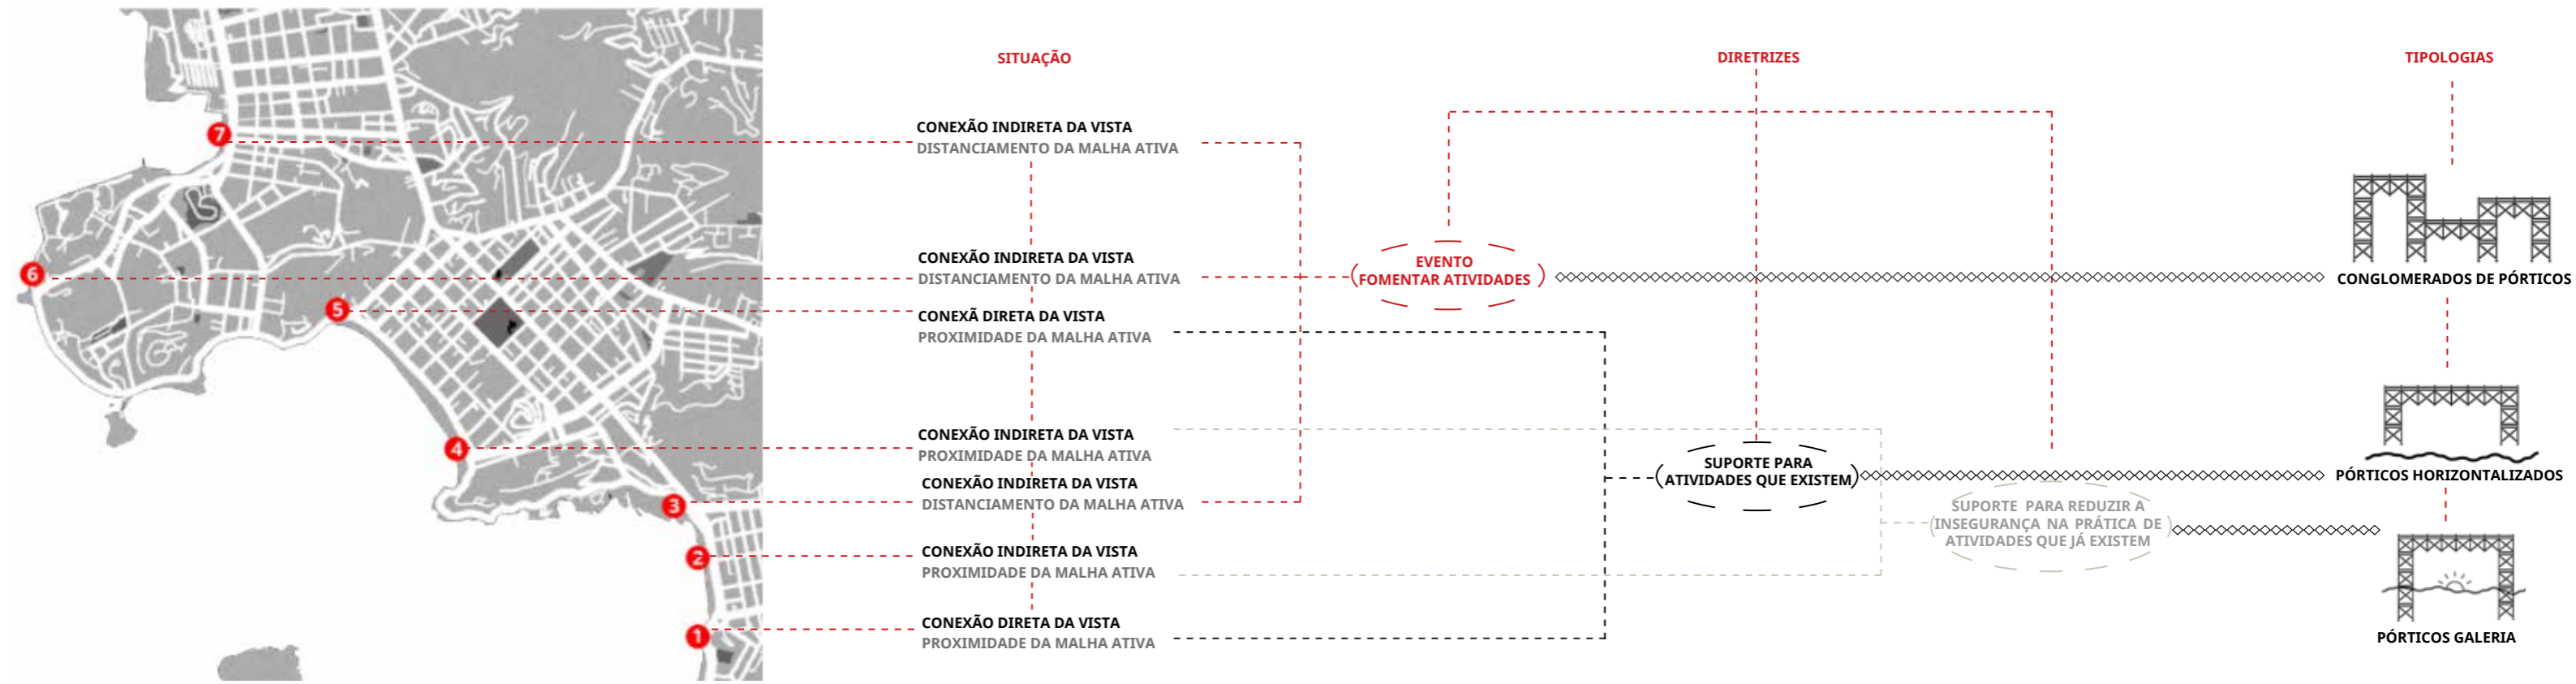 SITUAÇÃO
DIRETRIZES
TIPOLOGIAS
7
CONEXÃO INDIRETA DA VISTA
DISTANCIAMENTO DA MALHA ATIVA
6
CONEXÃO INDIRETA DA VISTA
DISTANCIAMENTO DA MALHA ATIVA
5
CONEXÃ DIRETA DA VISTA
PROXIMIDADE DA MALHA ATIVA
4
CONEXÃO INDIRETA DA VISTA
PROXIMIDADE DA MALHA ATIVA
3
CONEXÃO INDIRETA DA VISTA
DISTANCIAMENTO DA MALHA ATIVA
2
CONEXÃO INDIRETA DA VISTA
PROXIMIDADE DA MALHA ATIVA
1
CONEXÃO DIRETA DA VISTA
PROXIMIDADE DA MALHA ATIVA
EVENTO
FOMENTAR ATIVIDADES
SUPORTE PARA
ATIVIDADES QUE EXISTEM
SUPORTE PARA REDUZIR A
INSEGURANÇA NA PRÁTICA DE
ATIVIDADES QUE JÁ EXISTEM
CONGLOMERADOS DE PÓRTICOS
PÓRTICOS HORIZONTALIZADOS
PÓRTICOS GALERIA